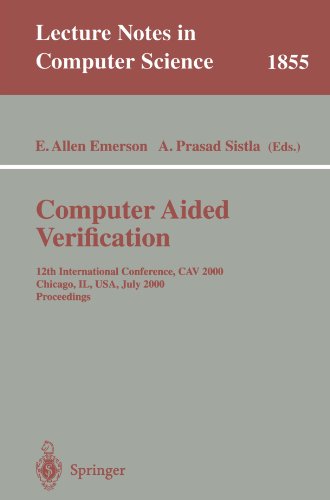 Lecture Notes in
Computer Science 1855
E. Allen Emerson A. Prasad Sistla (Eds.)
Computer Aided
Verification
12th International Conference, CAV 2000
Chicago, IL, USA, July 2000
Proceedings
Springer